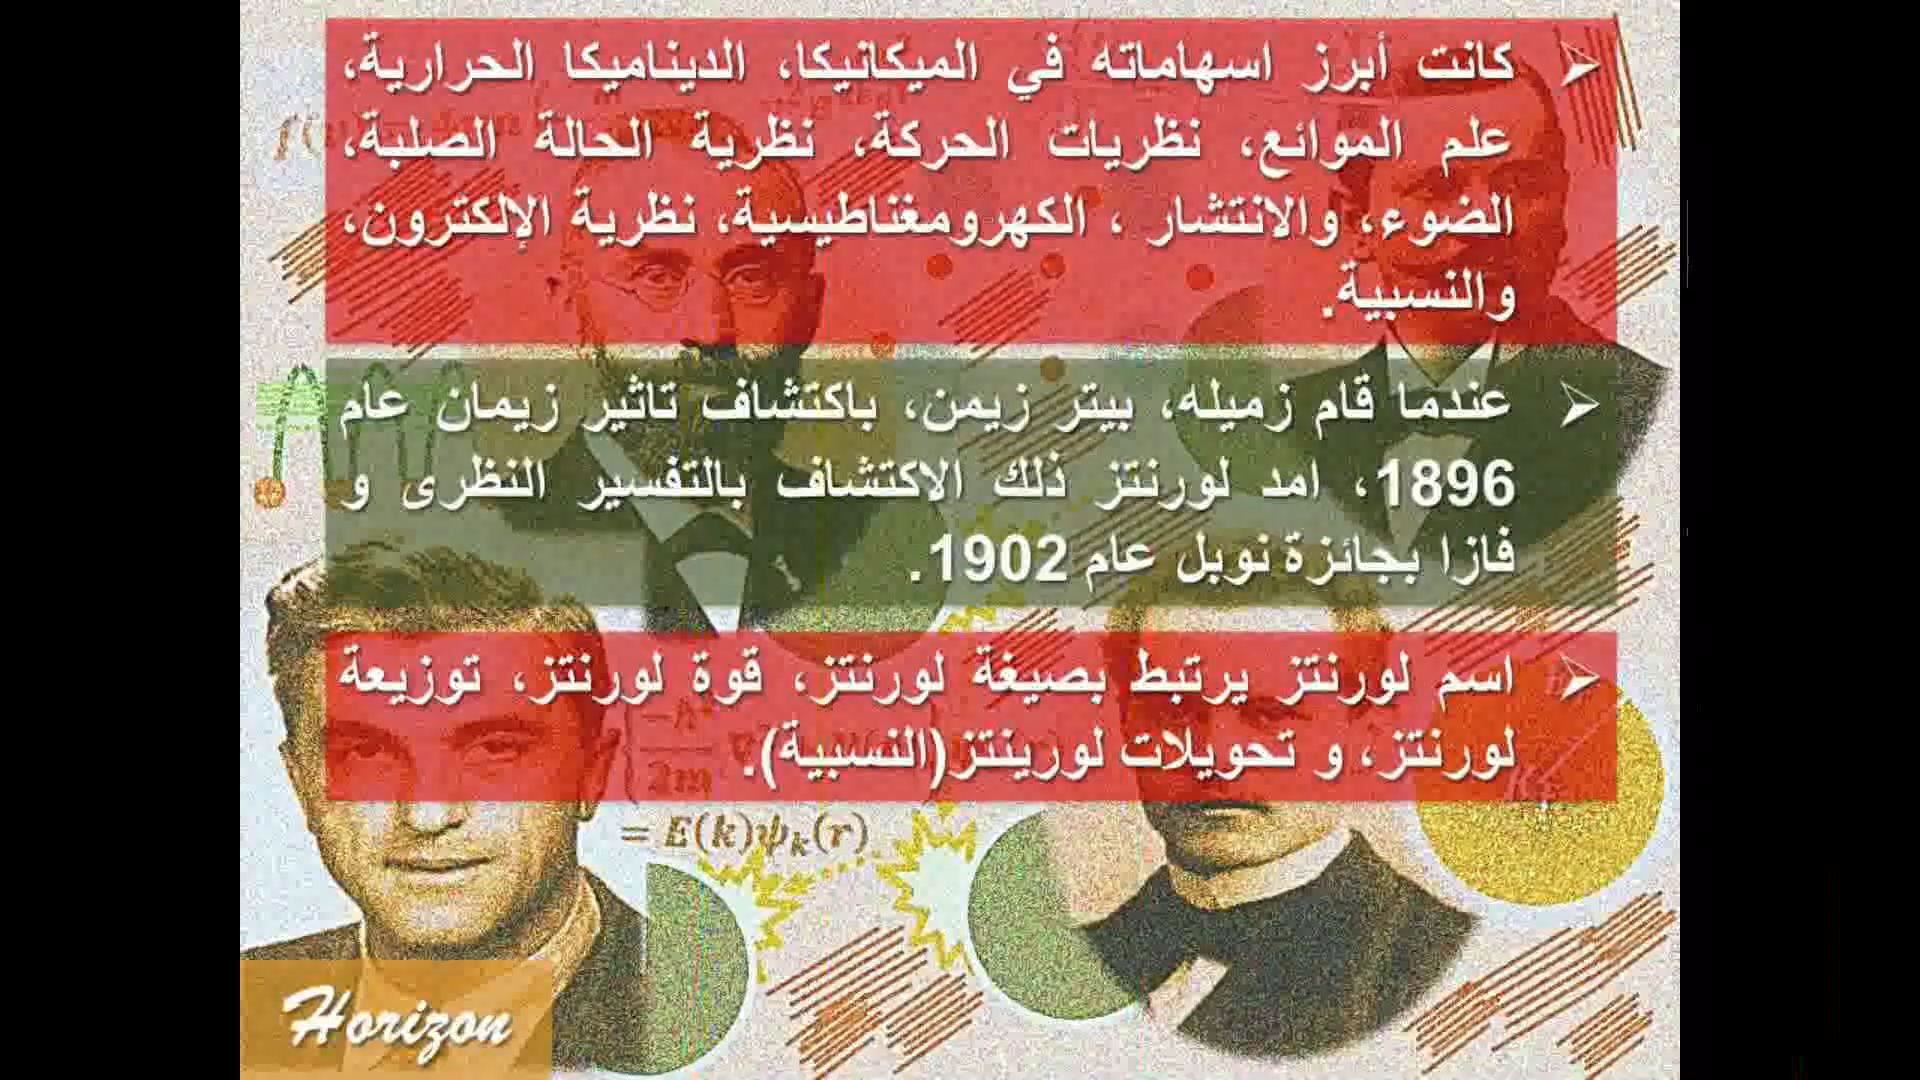 كانت أبرز اسهاماته في الميكانيكا، الديناميكا الحرارية،
علم الموائع، نظريات الحركة، نظرية الحالة الصلبة،
الضوء، والانتشار ، الكهرومغناطيسية، نظرية الإلكترون،
والنسبية.
عندما قام زميله، بيتر زيمن، باكتشاف تاثير زيمان عام
1896، امد لورنتز ذلك الاكتشاف بالتفسير النظرى و
فازا بجائزة نوبل عام 1902.
اسم لورنتز يرتبط بصيغة لورنتز، قوة لورنتز، توزيعة
لورنتز، و تحويلات لورينتز(النسبية).
= E(k)ψk(r)
Horizon